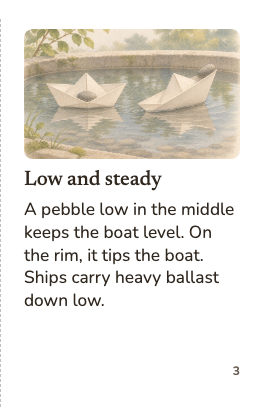 Low and steady
A pebble low in the middle
keeps the boat level. On
the rim, it tips the boat.
Ships carry heavy ballast
down low.
3